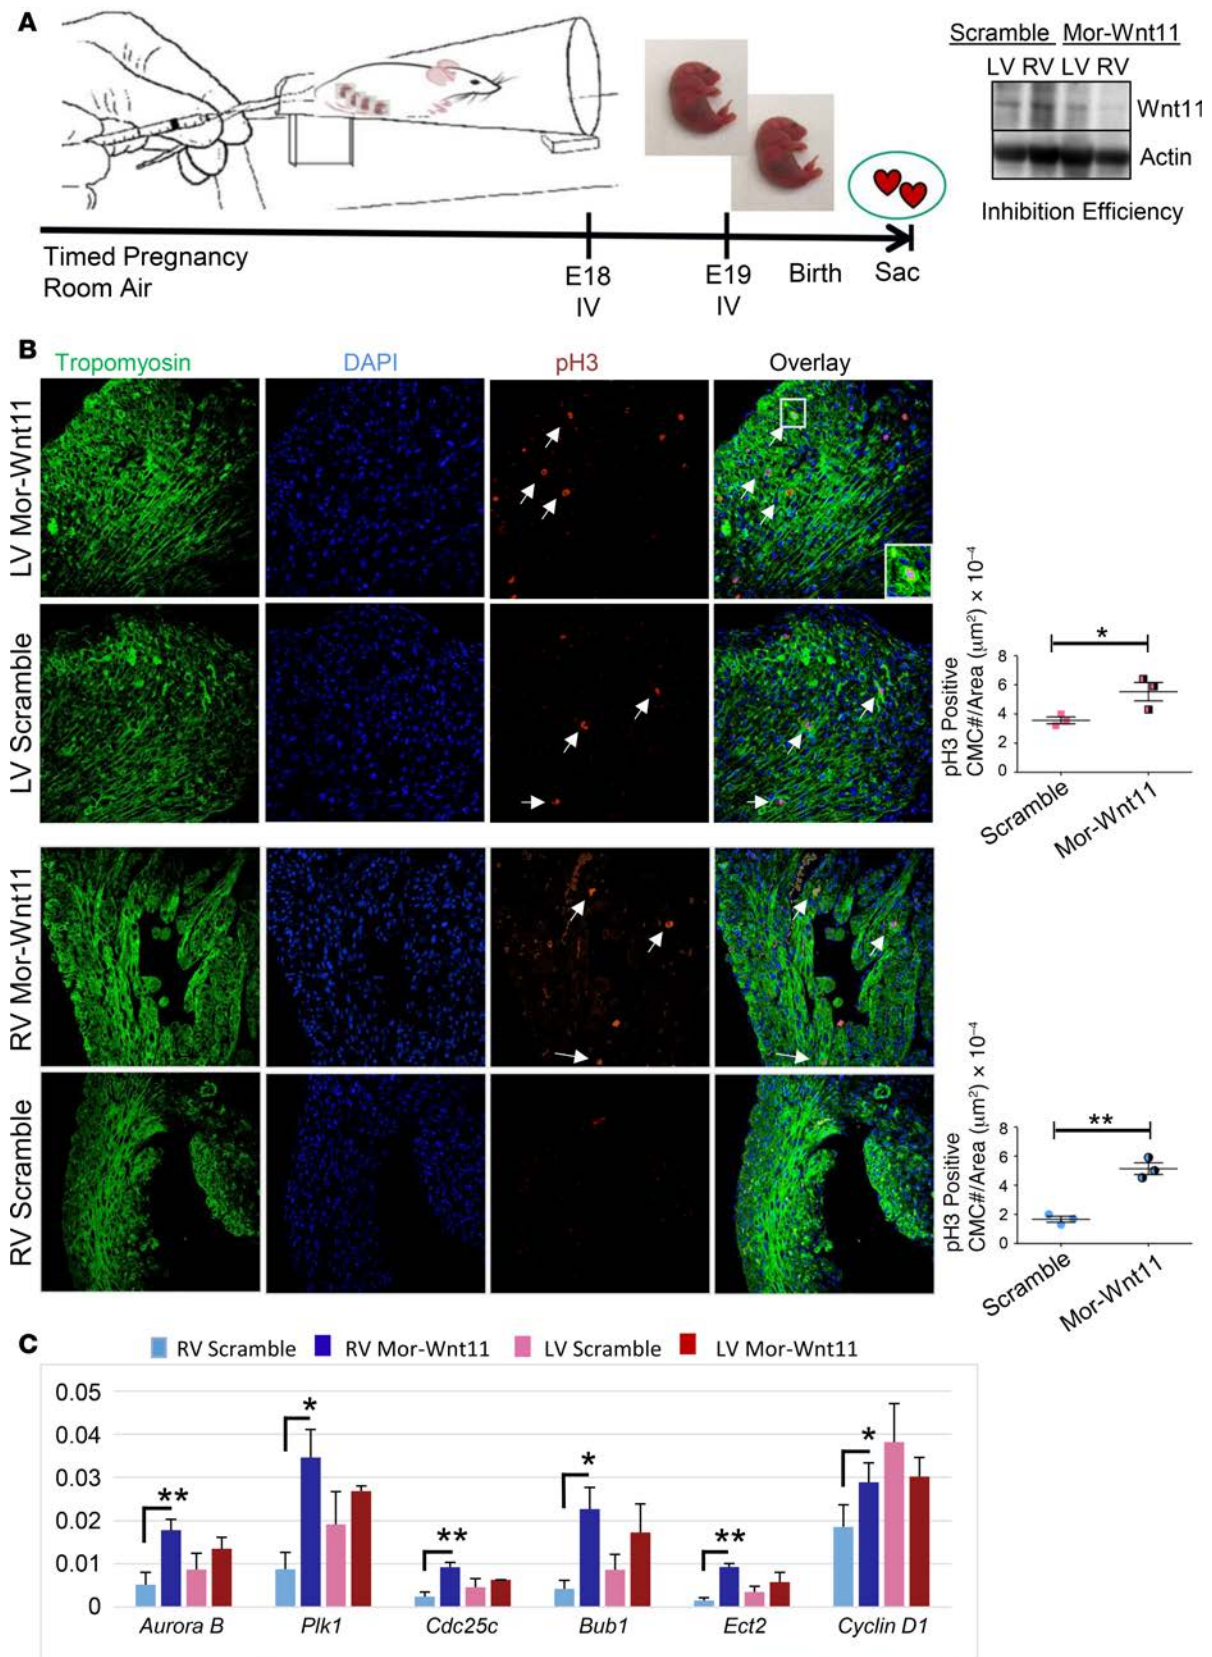 A
Scramble Mor-Wnt11
LV RV LV RV
Wnt11
Actin
Inhibition Efficiency
Timed Pregnancy
Room Air
E18
IV
E19
IV
Birth
Sac
B
Tropomyosin DAPI pH3 Overlay
LV Mor-Wnt11
LV Scramble
pH3 Positive
CMC#/Area (µm²) × 10⁻⁴
8
6
4
2
0
*
Scramble
Mor-Wnt11
RV Mor-Wnt11
RV Scramble
pH3 Positive
CMC#/Area (µm²) × 10⁻⁴
8
6
4
2
0
**
Scramble
Mor-Wnt11
C
RV Scramble RV Mor-Wnt11 LV Scramble LV Mor-Wnt11
0.05
0.04
0.03
0.02
0.01
0
** * ** * ** *
Aurora B Plk1 Cdc25c Bub1 Ect2 Cyclin D1